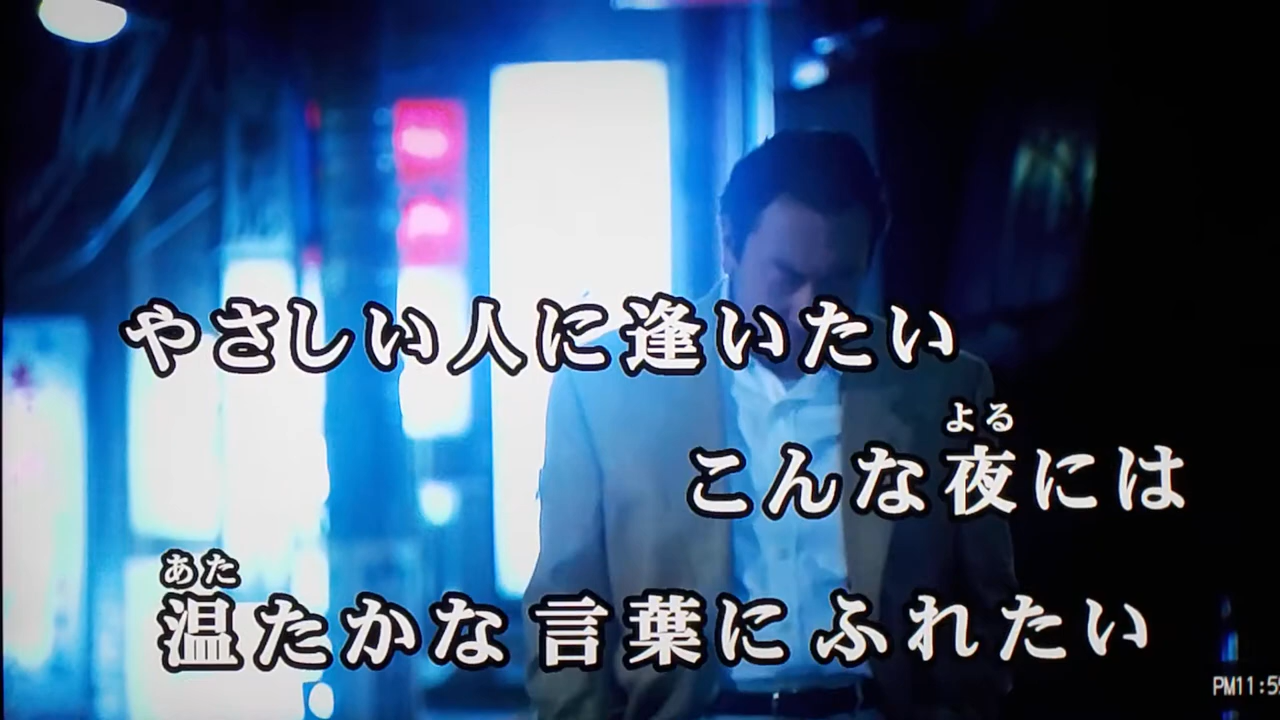 やさしい人に逢いたい
よる
こんな夜には
あた
温たかな言葉にふれたい
PM11:5